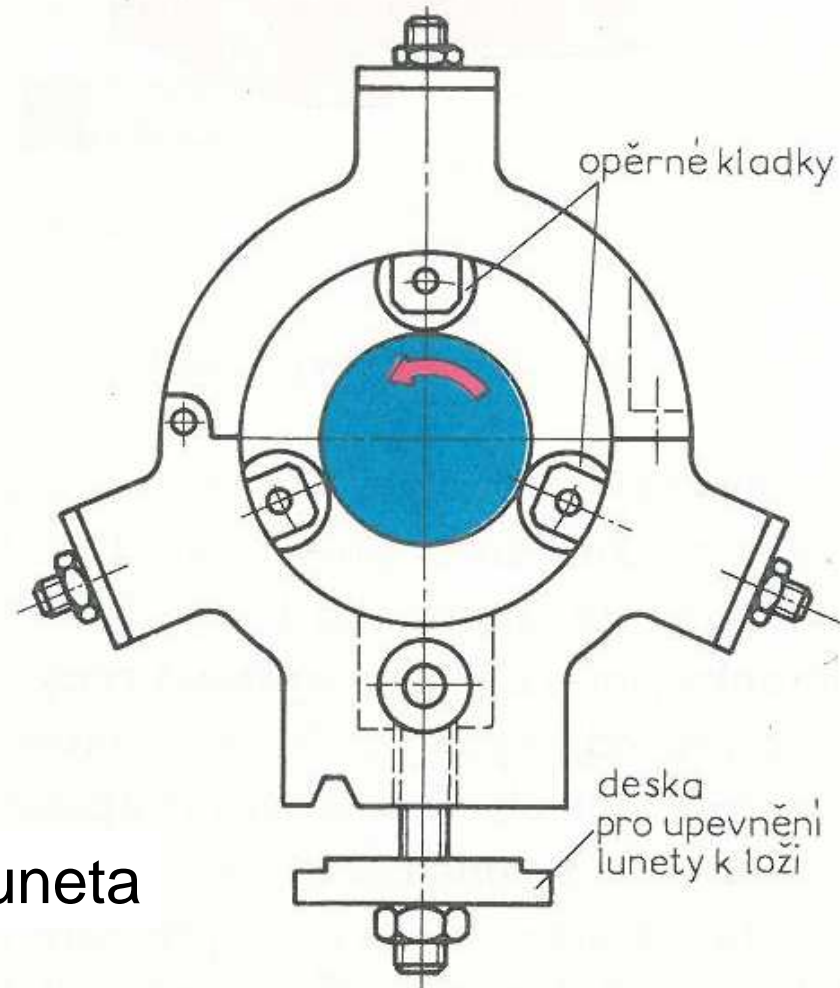 opěrné kladky
deska
pro upevnění
lunety k loži
uneta